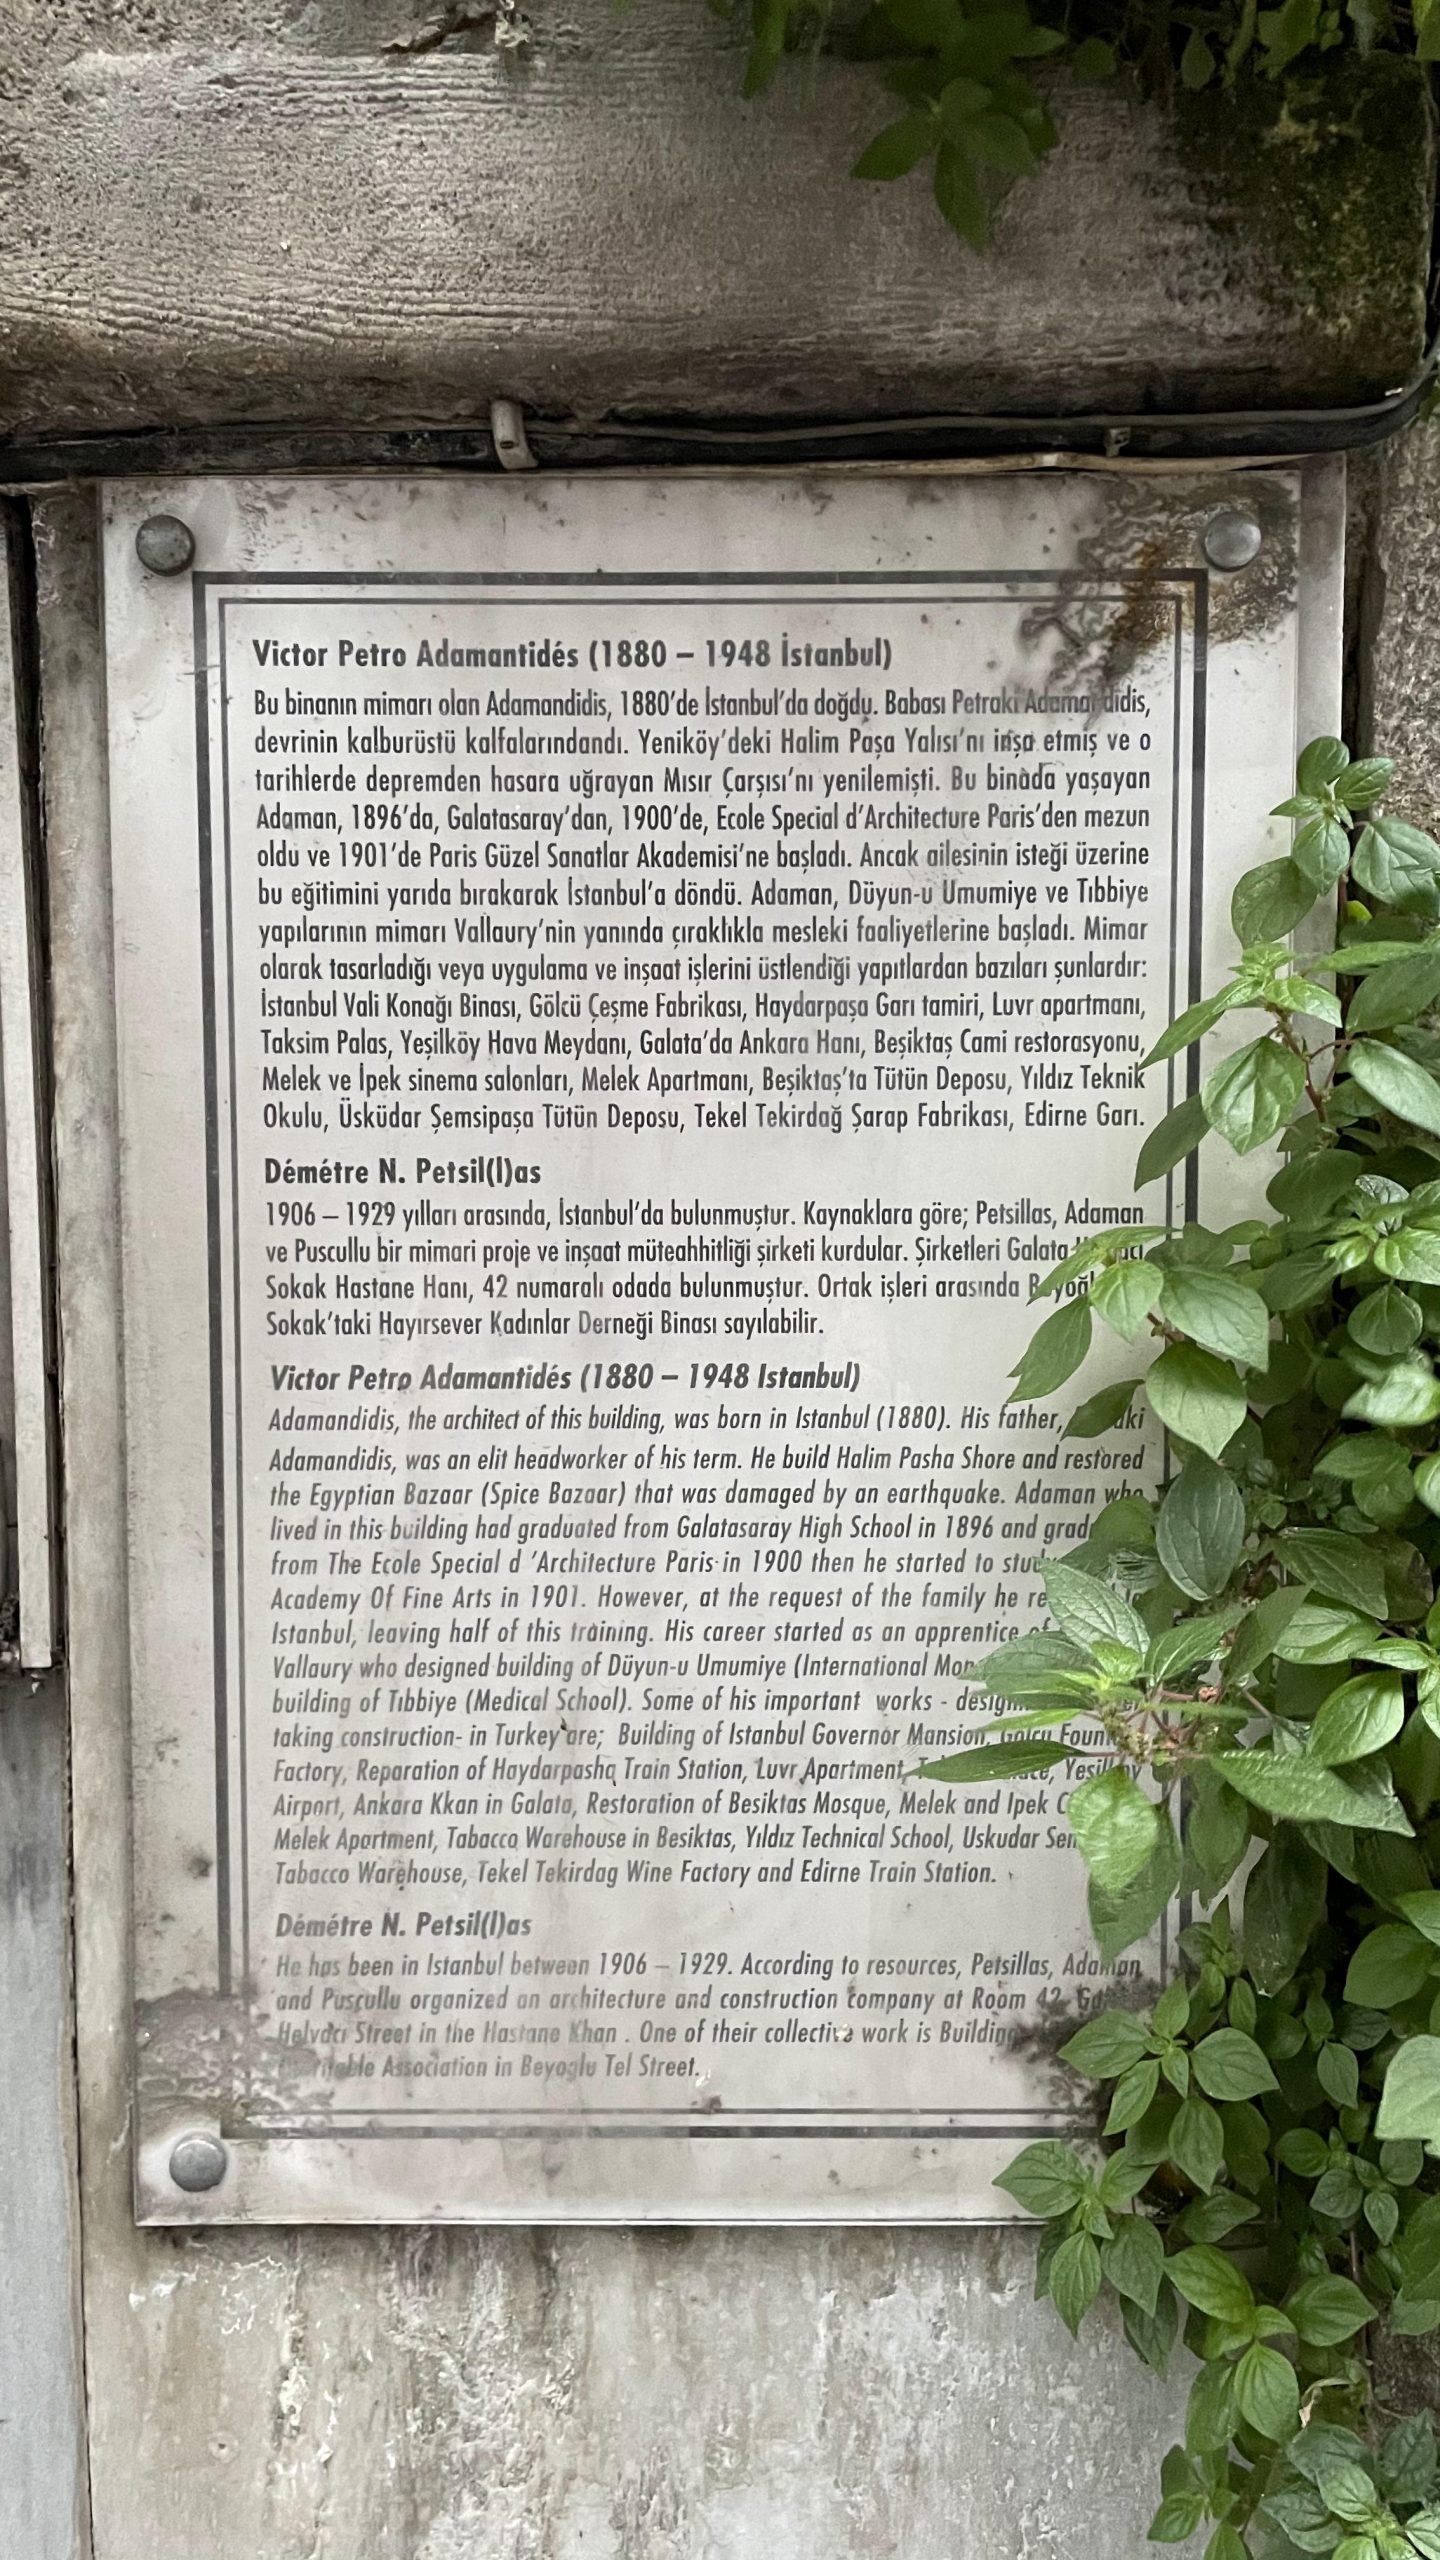 Victor Petro Adamantidés (1880 – 1948 İstanbul)
Bu binanın mimarı olan Adamandidis, 1880'de İstanbul'da doğdu. Babası Petraki
devrinin kalburüstü kalfalarındandı. Yeniköy'deki Halim Paşa Yalısı'nı inşa etmiş ve o
tarihlerde depremden hasara uğrayan Mısır Çarşısı'nı yenilemişti. Bu binada yaşayan
Adaman, 1896'da, Galatasaray'dan, 1900'de, Ecole Special d'Architecture Paris'den mezun
oldu ve 1901'de Paris Güzel Sanatlar Akademisi'ne başladı. Ancak ailesinin isteği üzerine
bu eğitimini yarıda bırakarak İstanbul'a döndü. Adaman, Düyun-u Umumiye ve Tıbbiye
yapılarının mimarı Vallaury'nin yanında çıraklıkla mesleki faaliyetlerine başladı. Mimar
olarak tasarladığı veya uygulama ve inşaat işlerini üstlendiği yapıtlardan bazıları şunlardır:
İstanbul Vali Konağı Binası, Gölcü Çeşme Fabrikası, Haydarpaşa Garı tamiri, Luvr apartmanı,
Taksim Palas, Yeşilköy Hava Meydanı, Galata'da Ankara Hanı, Beşiktaş Cami restorasyonu,
Melek ve İpek sinema salonları, Melek Apartmanı, Beşiktaş'ta Tütün Deposu, Yıldız Teknik
Okulu, Üsküdar Şemsipaşa Tütün Deposu, Tekel Tekirdağ Şarap Fabrikası, Edirne Garı.
Démétre N. Petsil(l)as
1906 – 1929 yılları arasında, İstanbul'da bulunmuştur. Kaynaklara göre; Petsillas, Adaman
ve Puscullu bir mimari proje ve inşaat müteahhitliği şirketi kurdular. Şirketleri Galata
Sokak Hastane Hanı, 42 numaralı odada bulunmuştur. Ortak işleri arasında
Sokak'taki Hayırsever Kadınlar Derneği Binası sayılabilir.
Victor Petro Adamantidés (1880 – 1948 Istanbul)
Adamandidis, the architect of this building, was born in Istanbul (1880). His father,
Adamandidis, was an elit headworker of his term. He build Halim Pasha Shore and restored
the Egyptian Bazaar (Spice Bazaar) that was damaged by an earthquake. Adaman who
lived in this building had graduated from Galatasaray High School in 1896 and
from The Ecole Special d 'Architecture Paris in 1900 then he started to
Academy Of Fine Arts in 1901. However, at the request of the family he
Istanbul, leaving half of this training. His career started as an apprentice of
Vallaury who designed building of Düyun-u Umumiye (International
building of Tıbbiye (Medical School). Some of his important works -
taking construction- in Turkey are; Building of Istanbul Governor Mansion,
Factory, Reparation of Haydarpasha Train Station, Luvr Apartment,
Airport, Ankara Kkan in Galata, Restoration of Besiktas Mosque, Melek and Ipek
Melek Apartment, Tabacco Warehouse in Besiktas, Yıldız Technical School, Uskudar
Tabacco Warehouse, Tekel Tekirdag Wine Factory and Edirne Train Station.
Démétre N. Petsil(l)as
He has been in Istanbul between 1906 – 1929. According to resources, Petsillas, Adaman
and Puscullu organized an architecture and construction company at Room 42,
Helvacı Street in the Hastane Khan . One of their collective work is Building
Association in Beyoglu Tel Street.